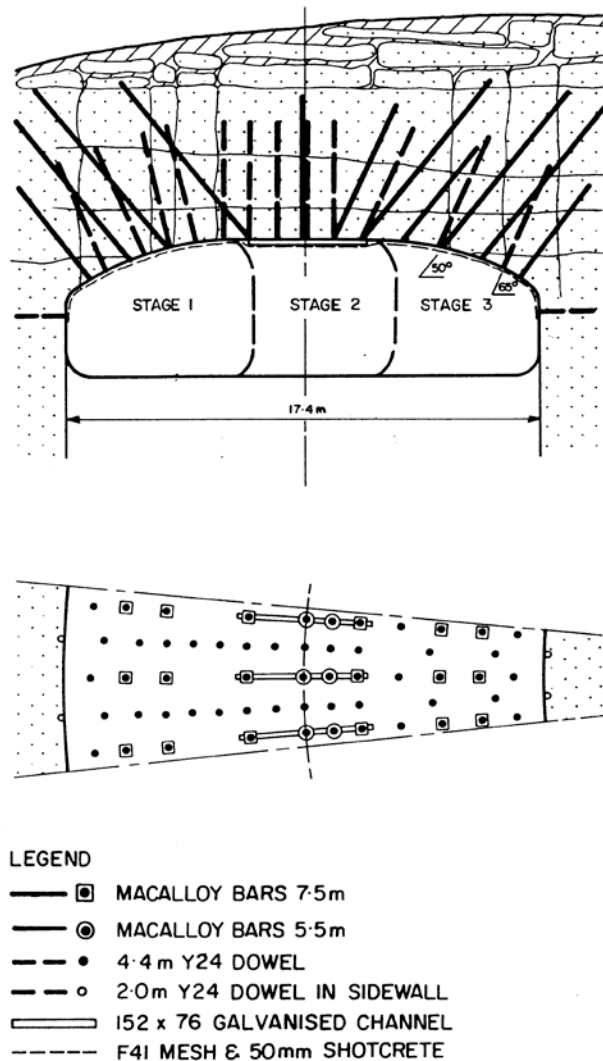 STAGE 1 STAGE 2 STAGE 3
50° 65°
17·4m
LEGEND
MACALLOY BARS 7·5m
MACALLOY BARS 5·5m
4·4m Y24 DOWEL
2·0m Y24 DOWEL IN SIDEWALL
152 x 76 GALVANISED CHANNEL
F41 MESH & 50mm SHOTCRETE